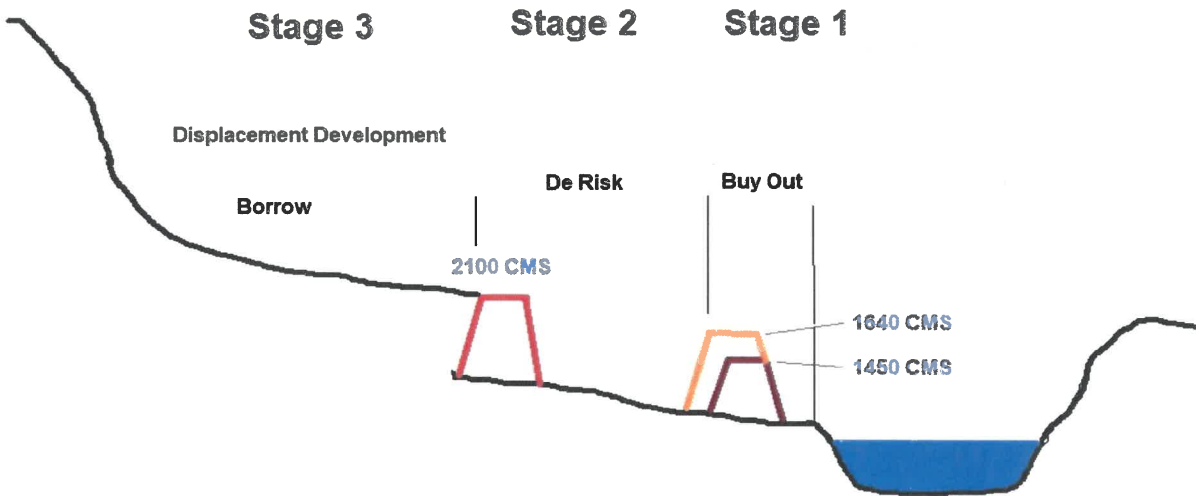 Stage 3 Stage 2 Stage 1
Displacement Development
De Risk Buy Out
Borrow
2100 CMS
1640 CMS
1450 CMS